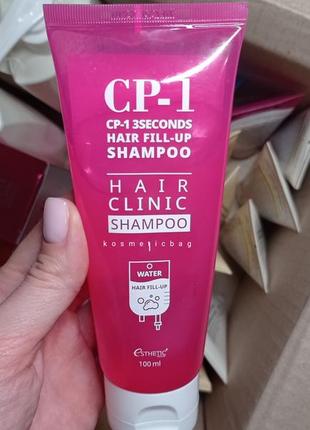 CP-1
CP-1 3SECONDS
HAIR FILL-UP
SHAMPOO
HAIR
CLINIC
SHAMPOO
kosmeticbag
WATER
HAIR FILL-UP
ESTHETIC
100 ml